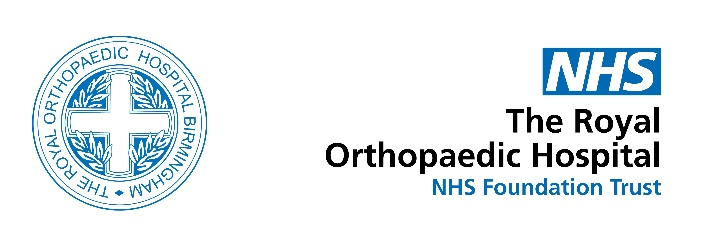 THE ROYAL ORTHOPAEDIC HOSPITAL BIRMINGHAM
NHS
The Royal
Orthopaedic Hospital
NHS Foundation Trust